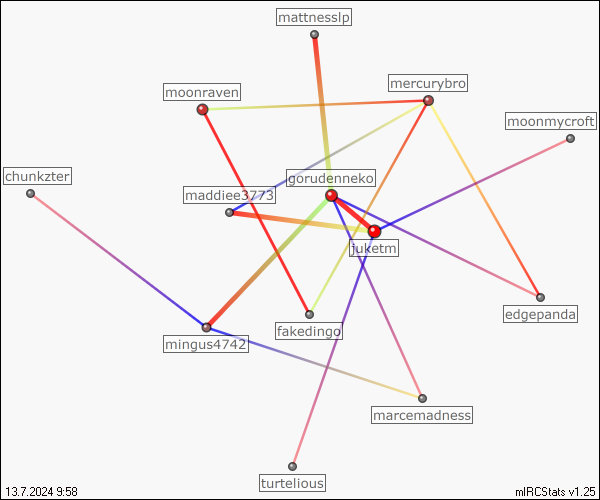 mattnesslp
mercurybro
moonraven
moonmycroft
chunkzter
gorudenneko
maddiee3773
juketm
edgepanda
fakedingo
mingus4742
marcemadness
turtelious
13.7.2024 9:58
mIRCStats v1.25